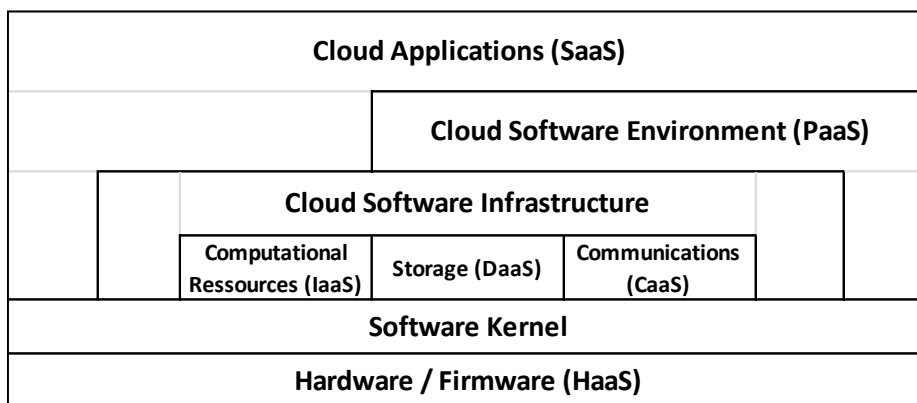 Cloud Applications (SaaS)
Cloud Software Environment (PaaS)
Cloud Software Infrastructure
Computational
Ressources (IaaS)
Storage (DaaS)
Communications
(CaaS)
Software Kernel
Hardware / Firmware (HaaS)